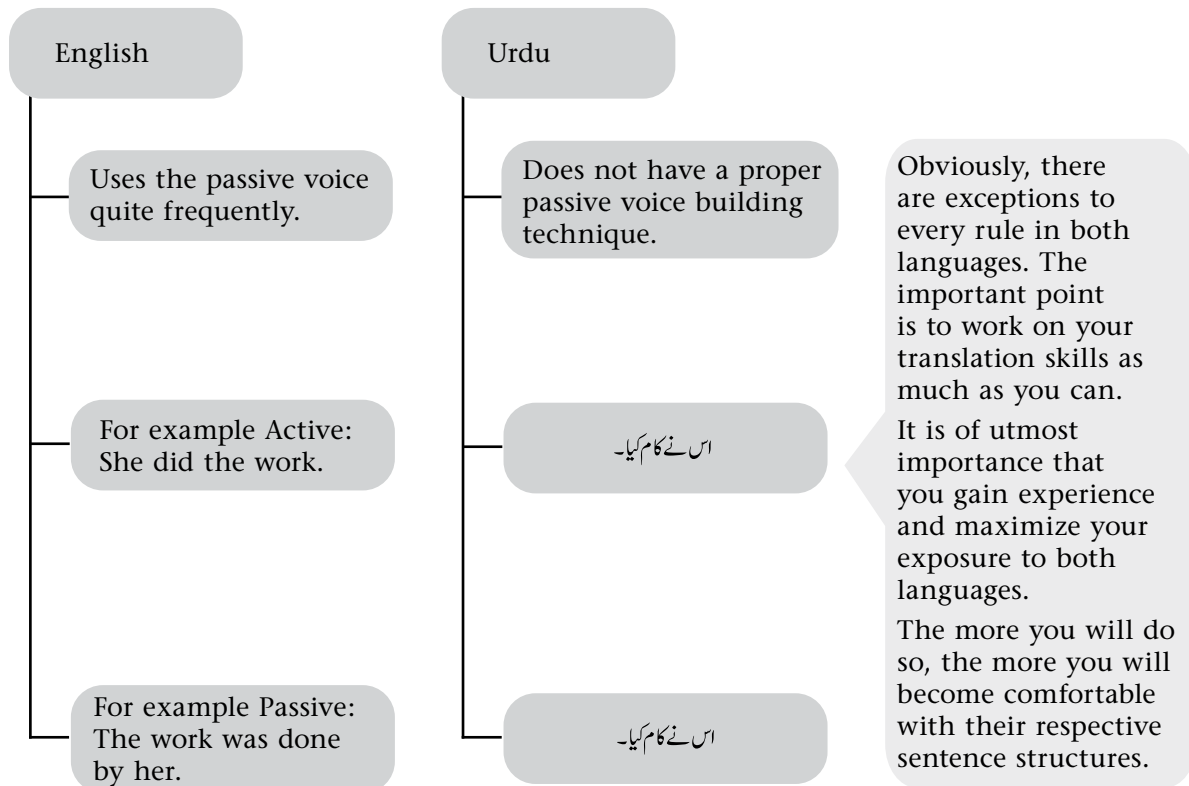 English
Uses the passive voice
quite frequently.
For example Active:
She did the work.
For example Passive:
The work was done
by her.
Urdu
Does not have a proper
passive voice building
technique.
اس نے کام کیا۔
اس نے کام کیا۔
Obviously, there
are exceptions to
every rule in both
languages. The
important point
is to work on your
translation skills as
much as you can.
It is of utmost
importance that
you gain experience
and maximize your
exposure to both
languages.
The more you will do
so, the more you will
become comfortable
with their respective
sentence structures.